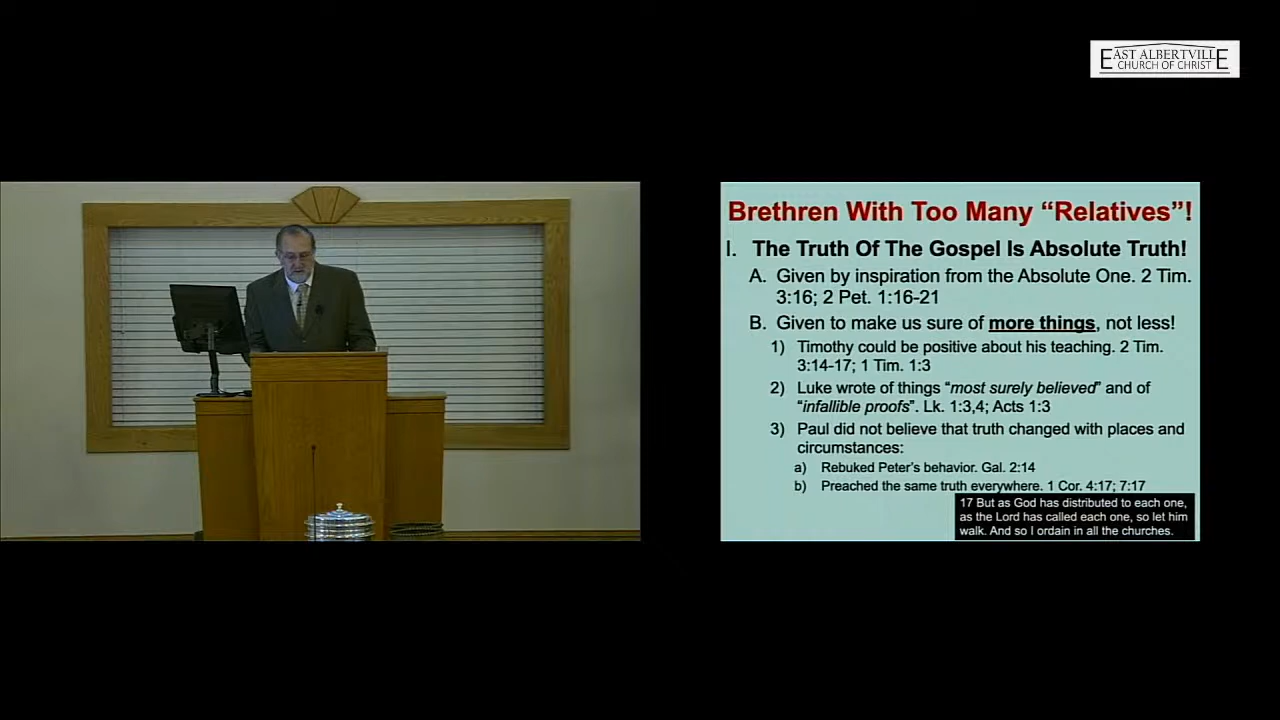 EAST ALBERTVILLE
CHURCH OF CHRIST
Brethren With Too Many “Relatives”!
I. The Truth Of The Gospel Is Absolute Truth!
A. Given by inspiration from the Absolute One. 2 Tim.
3:16; 2 Pet. 1:16-21
B. Given to make us sure of more things, not less!
1) Timothy could be positive about his teaching. 2 Tim.
3:14-17; 1 Tim. 1:3
2) Luke wrote of things “most surely believed” and of
“infallible proofs”. Lk. 1:3,4; Acts 1:3
3) Paul did not believe that truth changed with places and
circumstances:
a) Rebuked Peter’s behavior. Gal. 2:14
b) Preached the same truth everywhere. 1 Cor. 4:17; 7:17
17 But as God has distributed to each one,
as the Lord has called each one, so let him
walk. And so I ordain in all the churches.